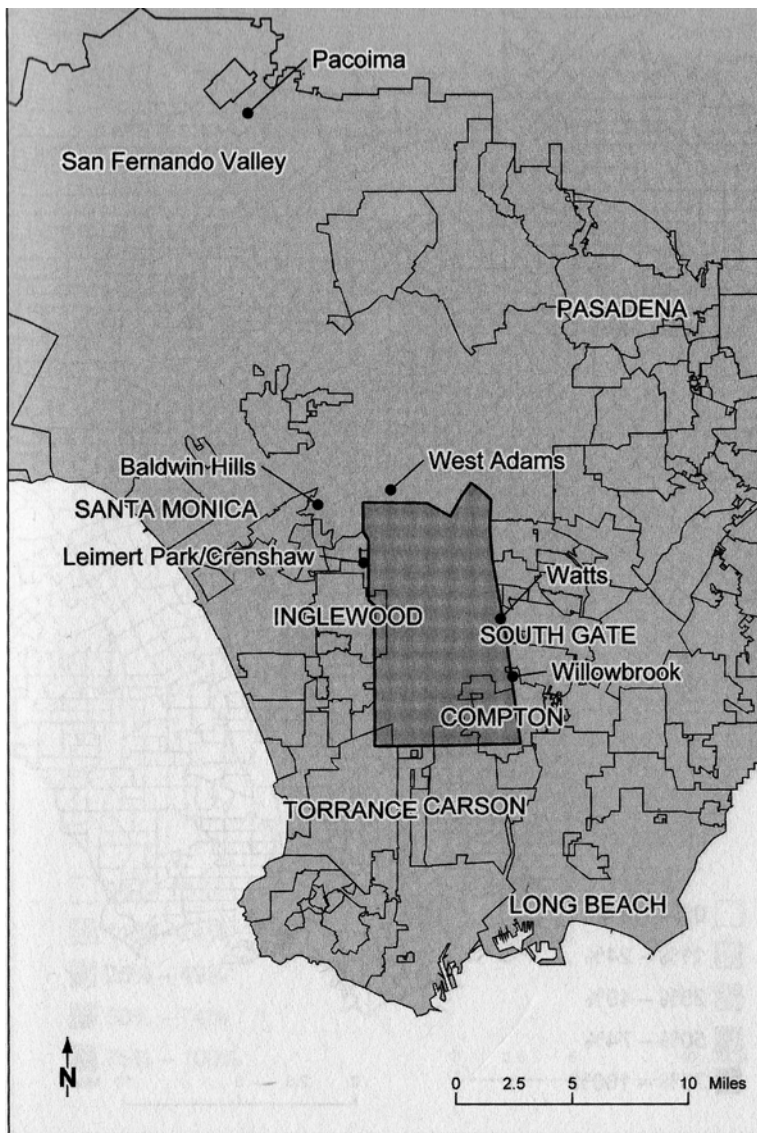 Pacoima
San Fernando Valley
PASADENA
West Adams
Baldwin Hills
SANTA MONICA
Leimert Park/Crenshaw
Watts
INGLEWOOD
SOUTH GATE
Willowbrook
COMPTON
TORRANCE CARSON
LONG BEACH
N
0 2.5 5 10 Miles